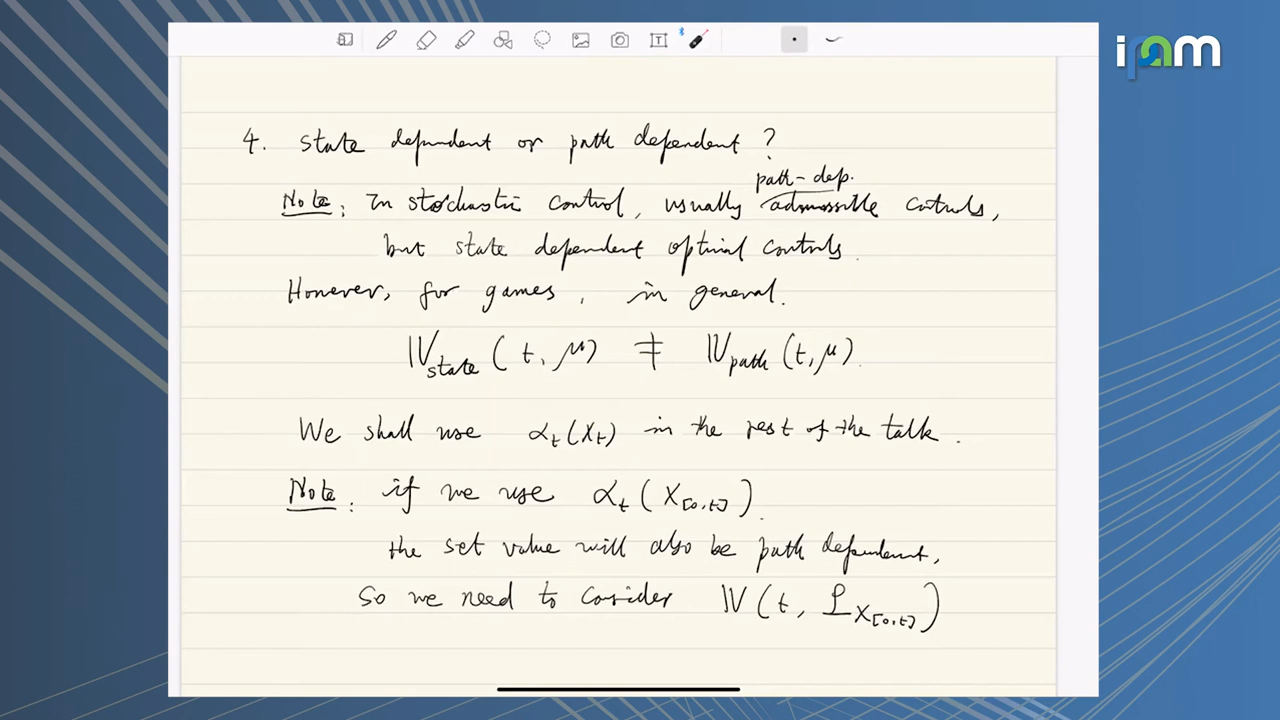 ipam
4. state dependent or path dependent ?
path-dep.
Note: In stochastic control, usually admissible controls,
but state dependent optimal controls.
However, for games, in general.
𝕍state (t, μ) ≠ 𝕍path (t, μ).
We shall use αt(Xt) in the rest of the talk.
Note: if we use αt(X[0,t]).
the set value will also be path dependent,
So we need to consider 𝕍(t, ℒX[0,t])